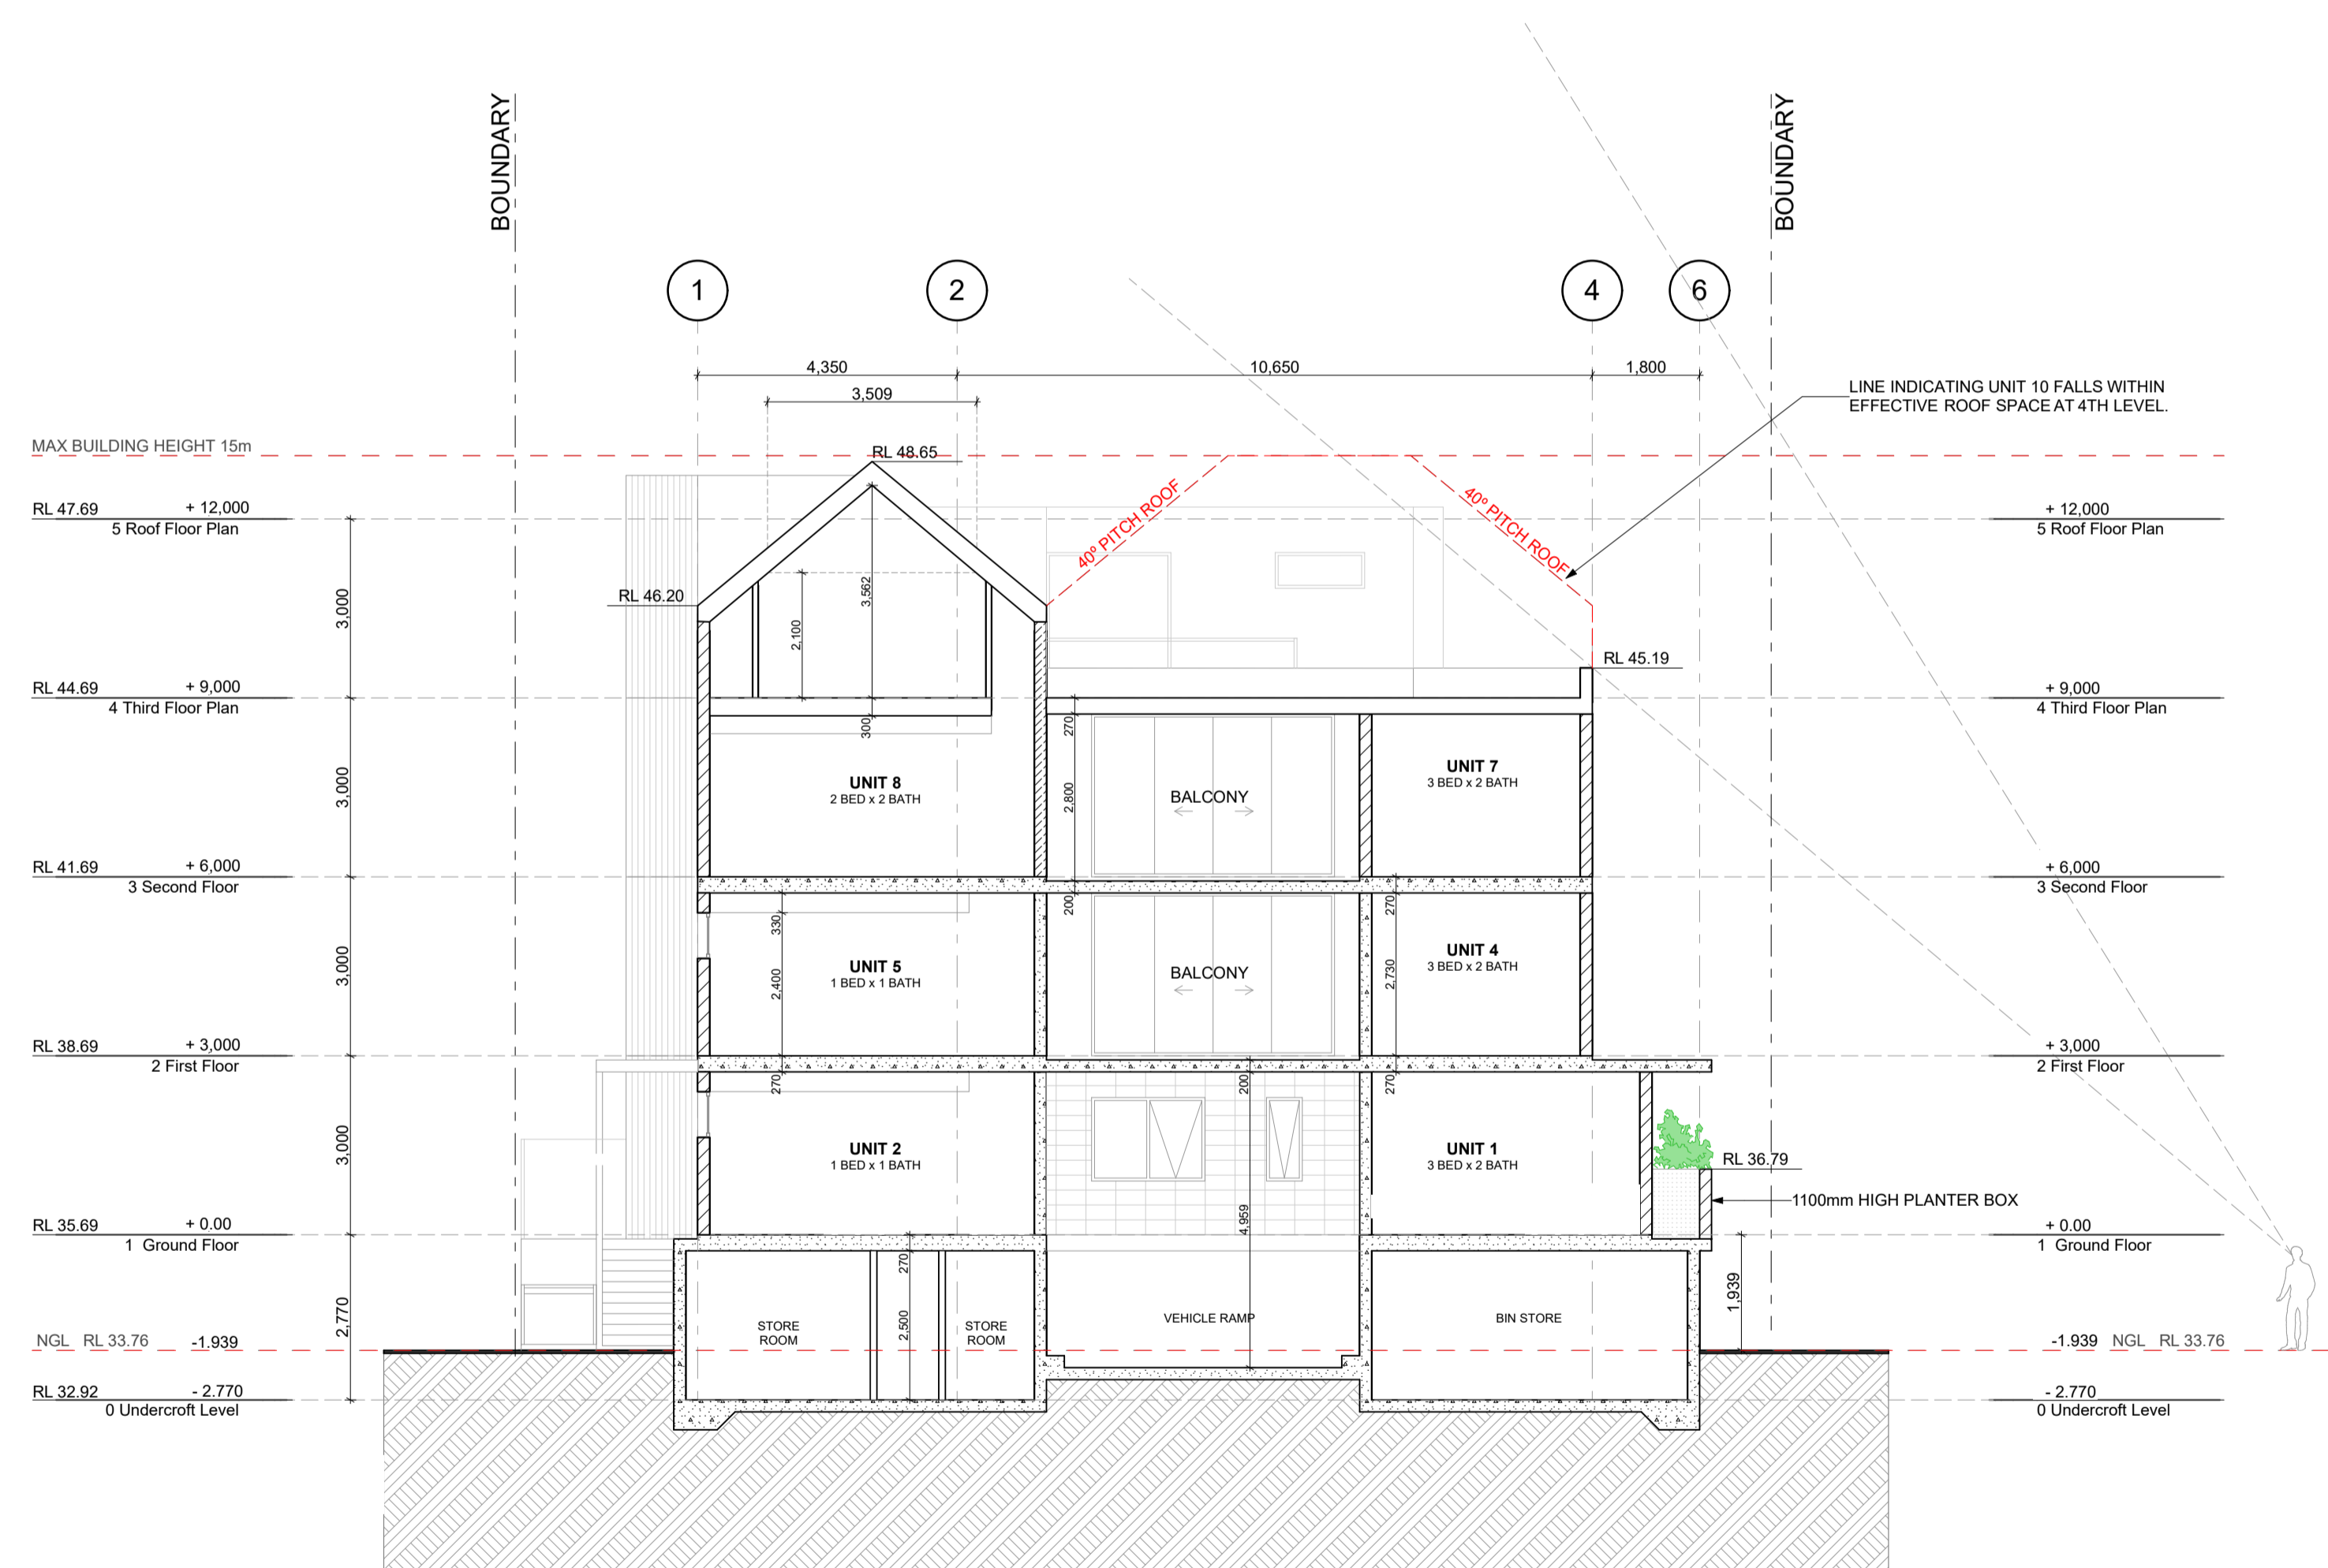 BOUNDARY
BOUNDARY
1
2
4
6
4,350
10,650
1,800
3,509
LINE INDICATING UNIT 10 FALLS WITHIN
EFFECTIVE ROOF SPACE AT 4TH LEVEL.
MAX BUILDING HEIGHT 15m
RL 48.65
40º PITCH ROOF
40º PITCH ROOF
RL 47.69 + 12,000
5 Roof Floor Plan
+ 12,000
5 Roof Floor Plan
3,000
RL 46.20
3,562
2,100
RL 45.19
RL 44.69 + 9,000
4 Third Floor Plan
+ 9,000
4 Third Floor Plan
300
270
3,000
UNIT 8
2 BED x 2 BATH
2,800
BALCONY
UNIT 7
3 BED x 2 BATH
RL 41.69 + 6,000
3 Second Floor
+ 6,000
3 Second Floor
330
200
270
3,000
2,400
UNIT 5
1 BED x 1 BATH
BALCONY
2,730
UNIT 4
3 BED x 2 BATH
RL 38.69 + 3,000
2 First Floor
+ 3,000
2 First Floor
270
200
270
3,000
UNIT 2
1 BED x 1 BATH
UNIT 1
3 BED x 2 BATH
RL 36.79
1100mm HIGH PLANTER BOX
4,959
RL 35.69 + 0.00
1 Ground Floor
+ 0.00
1 Ground Floor
270
2,770
2,500
STORE
ROOM
STORE
ROOM
VEHICLE RAMP
BIN STORE
1,939
NGL RL 33.76 -1.939
-1.939 NGL RL 33.76
RL 32.92 - 2.770
0 Undercroft Level
- 2.770
0 Undercroft Level